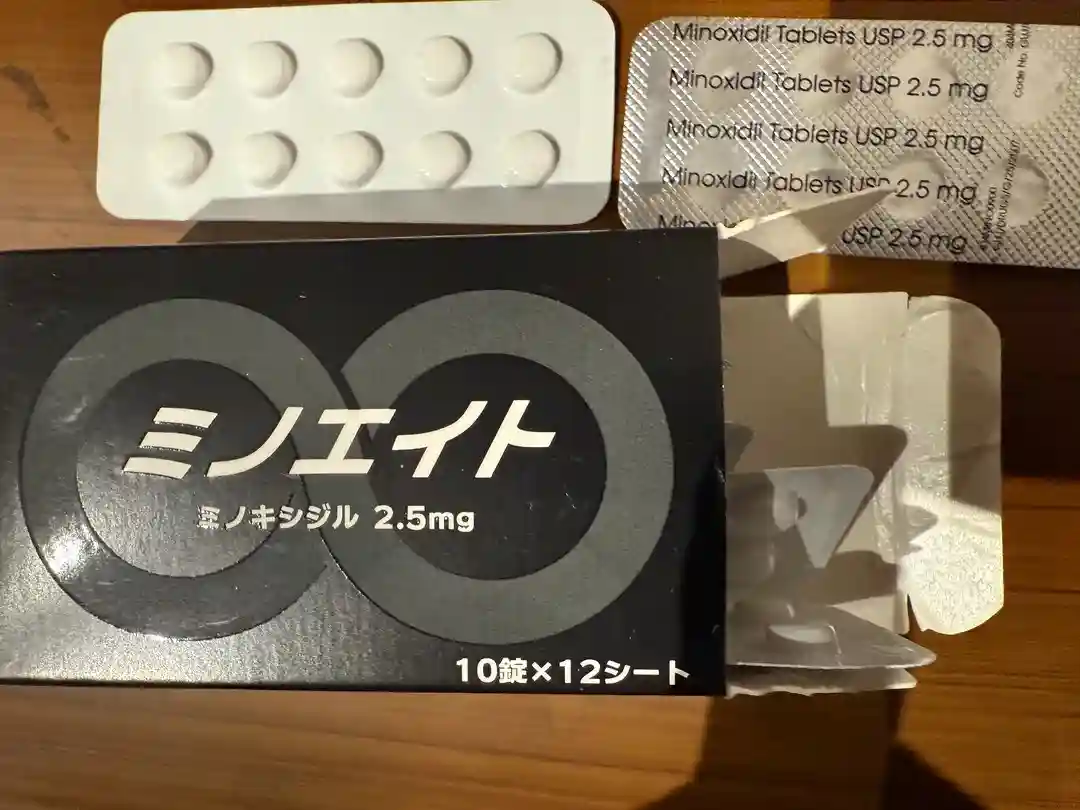 Minoxidil Tablets USP 2.5 mg
Minoxidil Tablets USP 2.5 mg
Minoxidil Tablets USP 2.5 mg
Minoxidil Tablets USP 2.5 mg
USP 2.5 mg
Code No.
ミノエイト
ミノキシジル 2.5mg
10錠×12シート